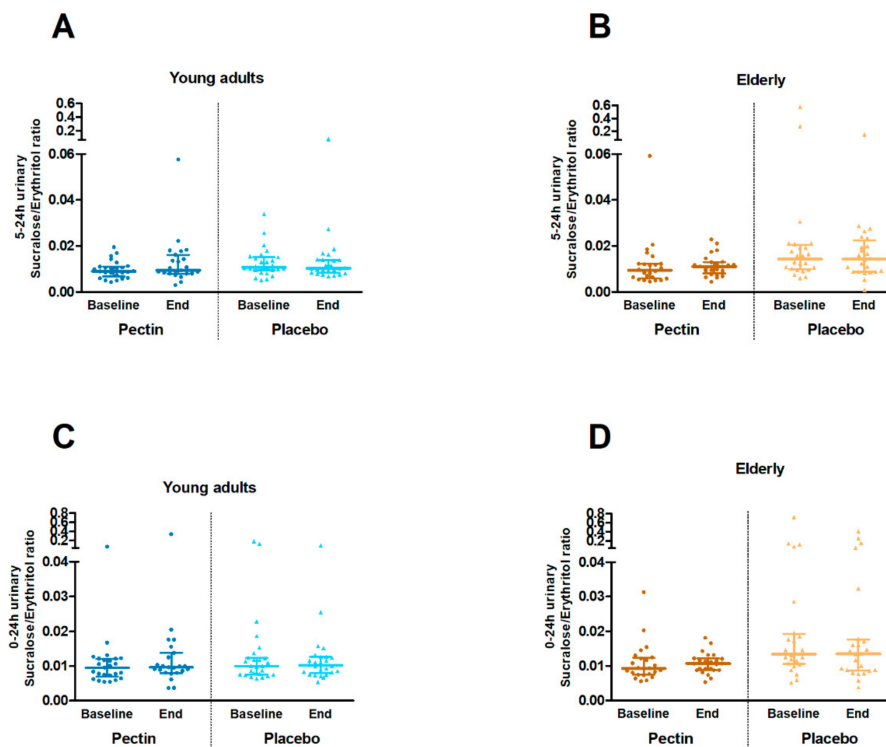 A
Young adults
5-24h urinary
Sucralose/Erythritol ratio
0.6
0.4
0.2
0.06
0.04
0.02
0.00
Baseline End Baseline End
Pectin Placebo
B
Elderly
5-24h urinary
Sucralose/Erythritol ratio
0.6
0.4
0.2
0.06
0.04
0.02
0.00
Baseline End Baseline End
Pectin Placebo
C
Young adults
0-24h urinary
Sucralose/Erythritol ratio
0.8
0.6
0.4
0.2
0.04
0.03
0.02
0.01
0.00
Baseline End Baseline End
Pectin Placebo
D
Elderly
0-24h urinary
Sucralose/Erythritol ratio
0.8
0.6
0.4
0.2
0.04
0.03
0.02
0.01
0.00
Baseline End Baseline End
Pectin Placebo